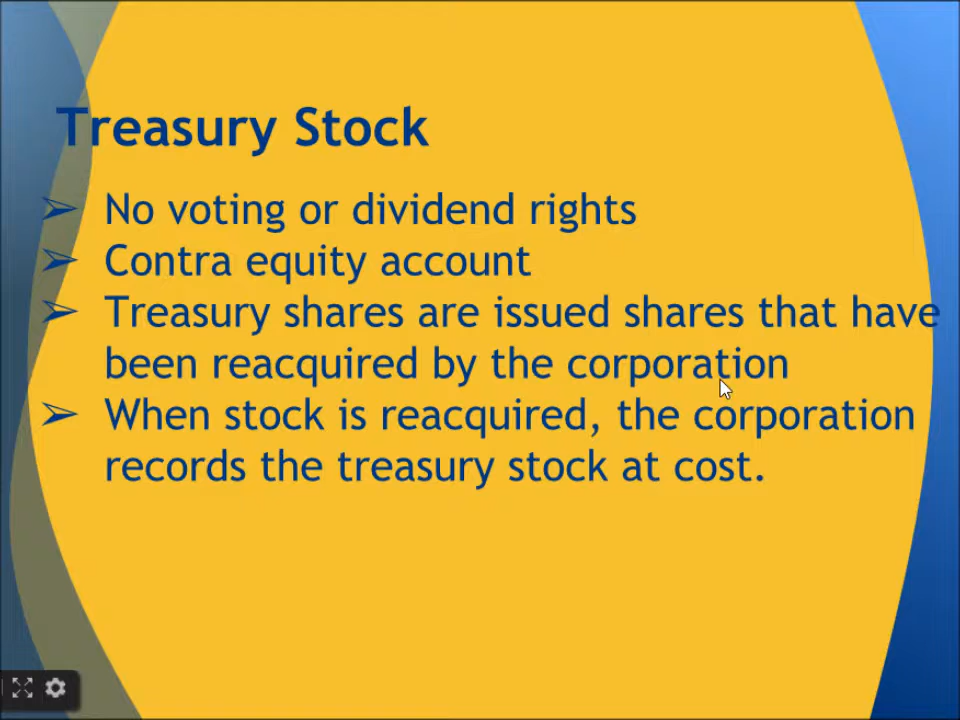 Treasury Stock
➢ No voting or dividend rights
➢ Contra equity account
➢ Treasury shares are issued shares that have
been reacquired by the corporation
➢ When stock is reacquired, the corporation
records the treasury stock at cost.